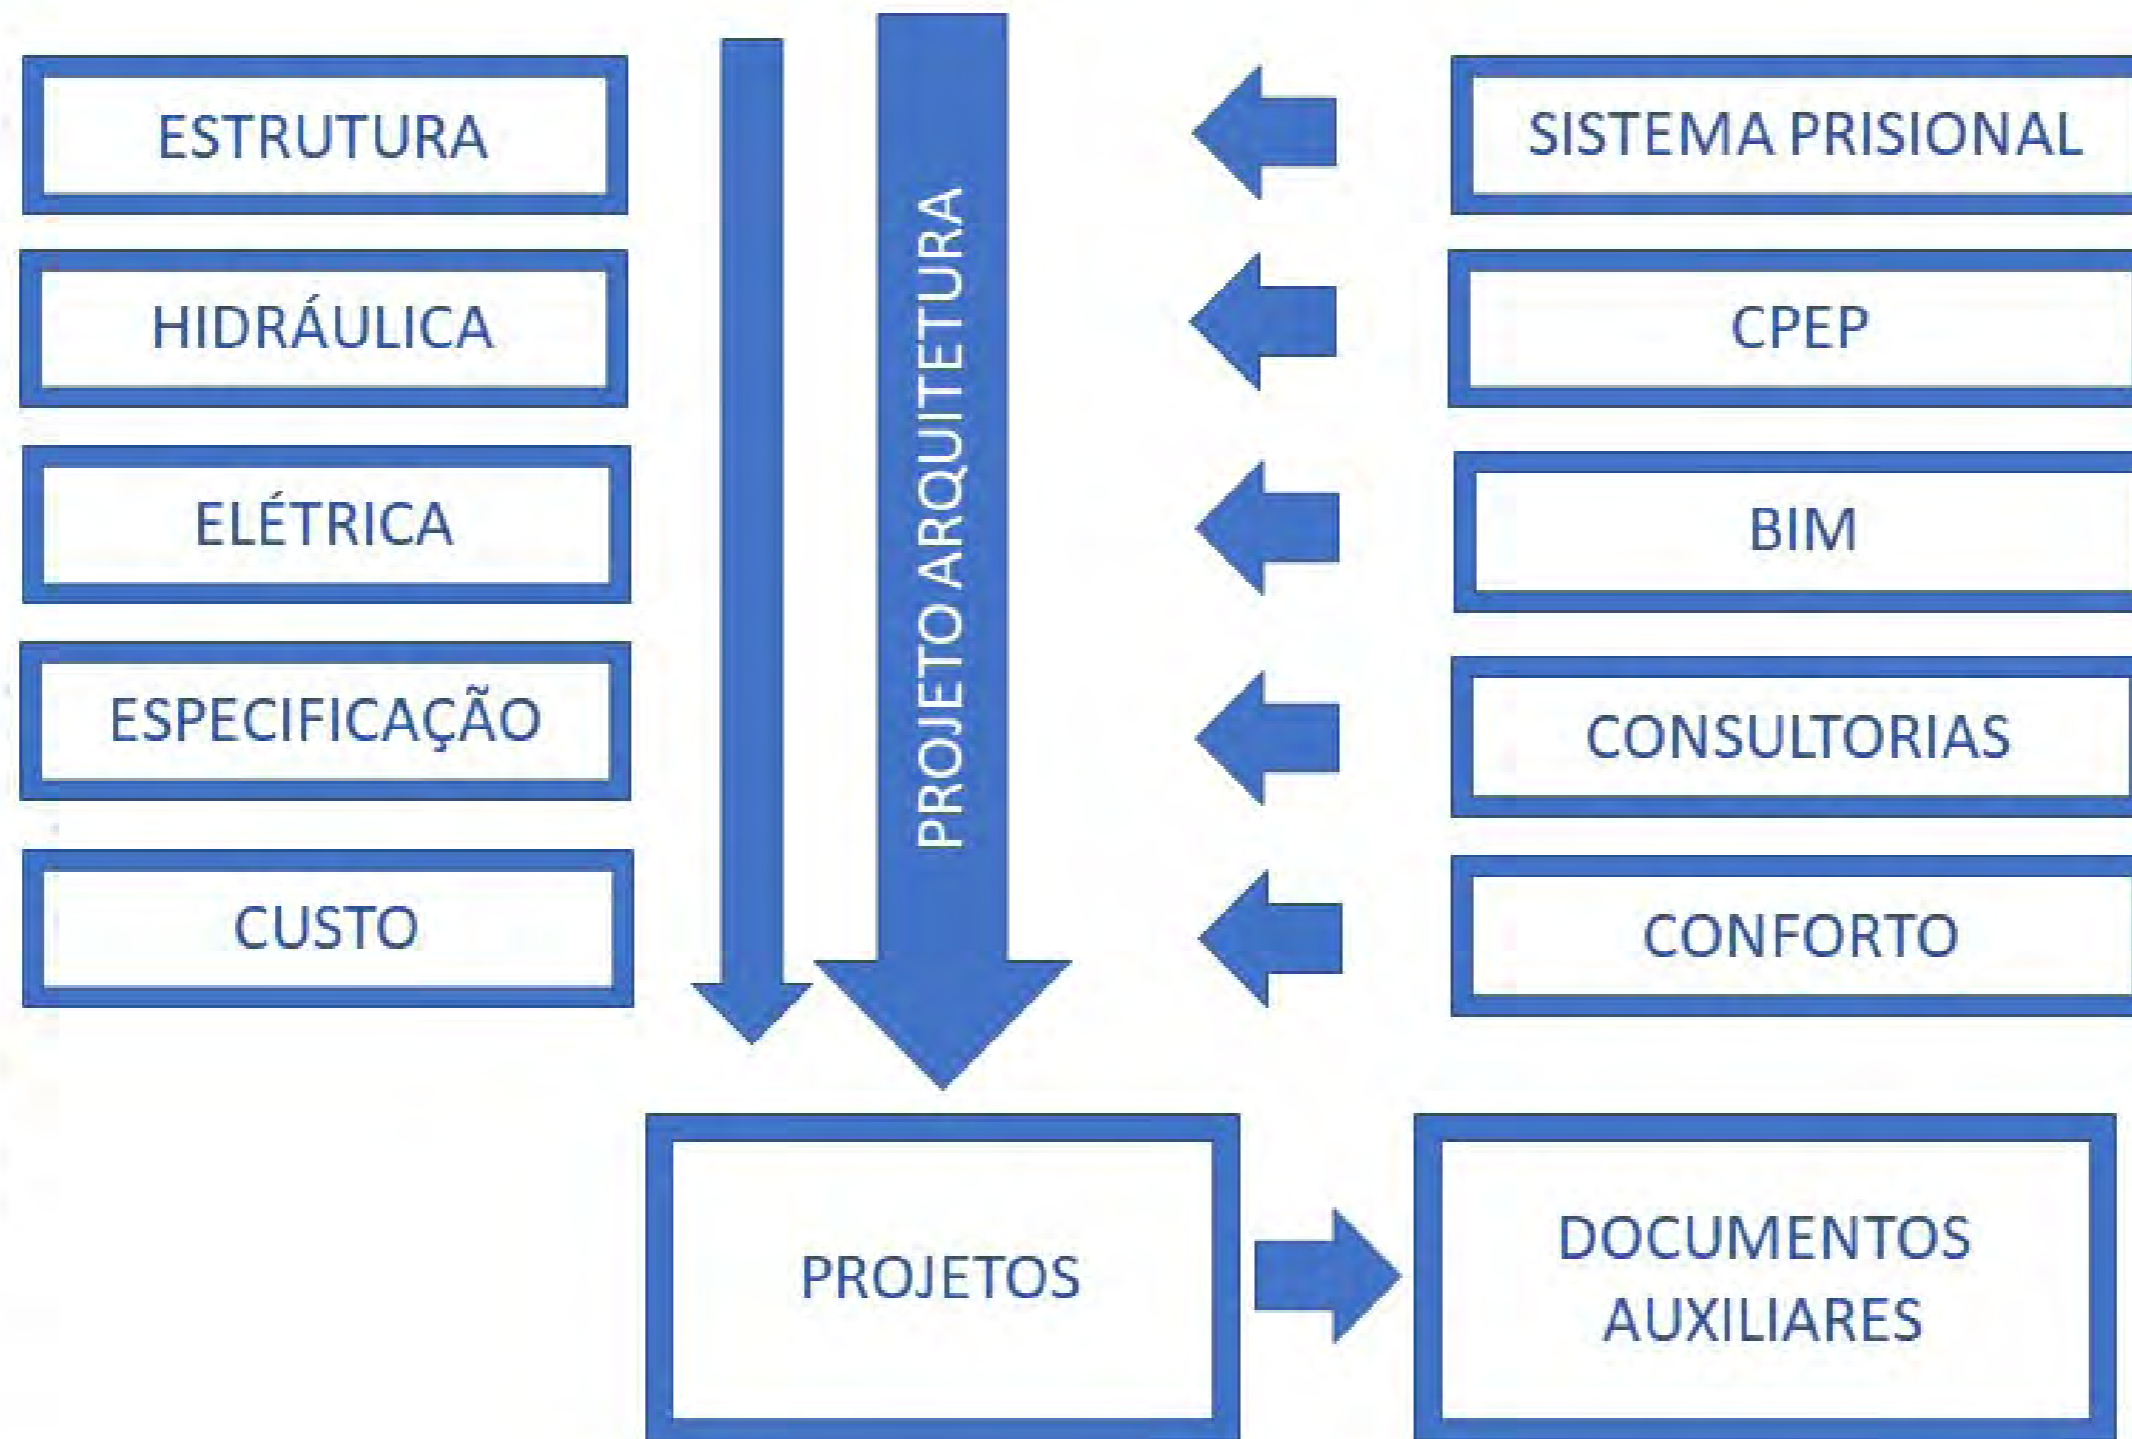 ESTRUTURA
HIDRÁULICA
ELÉTRICA
ESPECIFICAÇÃO
CUSTO
PROJETO ARQUITETURA
SISTEMA PRISIONAL
CPEP
BIM
CONSULTORIAS
CONFORTO
PROJETOS
DOCUMENTOS
AUXILIARES